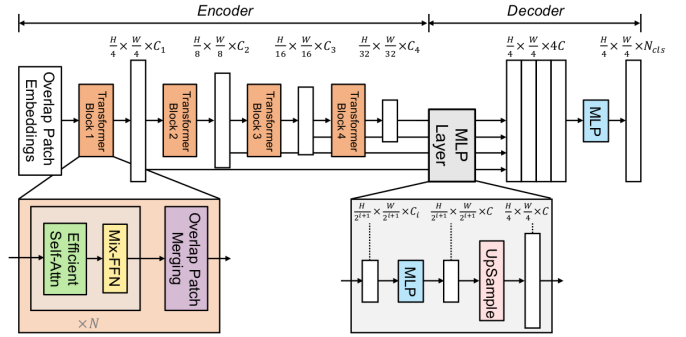 Encoder
Decoder
H/4 × W/4 × C_1
H/8 × W/8 × C_2
H/16 × W/16 × C_3
H/32 × W/32 × C_4
H/4 × W/4 × 4C
H/4 × W/4 × N_cls
Overlap Patch
Embeddings
Transformer
Block 1
Transformer
Block 2
Transformer
Block 3
Transformer
Block 4
MLP
Layer
MLP
Efficient
Self-Attn
Mix-FFN
×N
Overlap Patch
Merging
H/2^{i+1} × W/2^{i+1} × C_i
H/2^{i+1} × W/2^{i+1} × C
H/4 × W/4 × C
MLP
UpSample